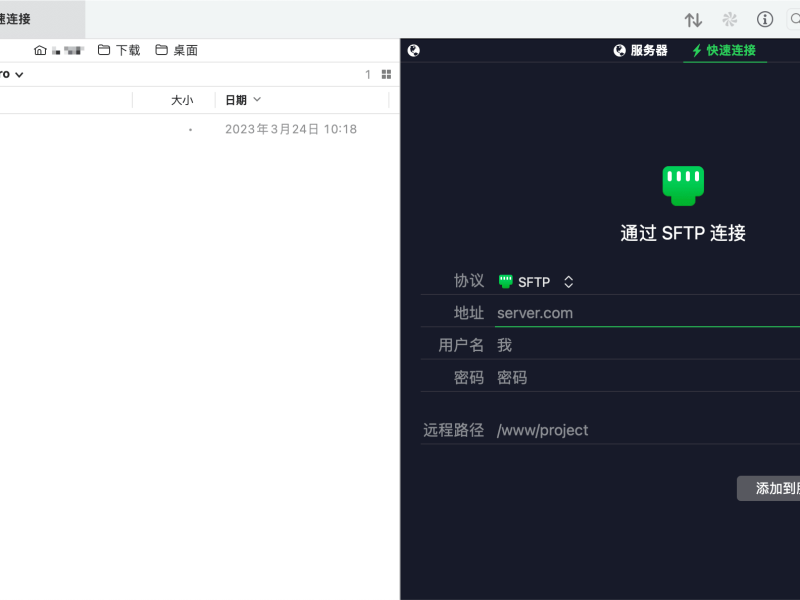 速连接
下载 桌面
服务器 快速连接
ro 1
大小 日期
2023年3月24日 10:18
通过 SFTP 连接
协议 SFTP
地址 server.com
用户名 我
密码 密码
远程路径 /www/project
添加到